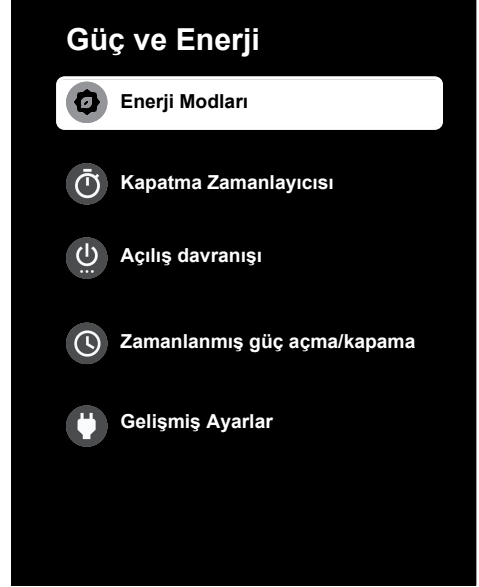 Güç ve Enerji
Enerji Modları
Kapatma Zamanlayıcısı
Açılış davranışı
Zamanlanmış güç açma/kapama
Gelişmiş Ayarlar